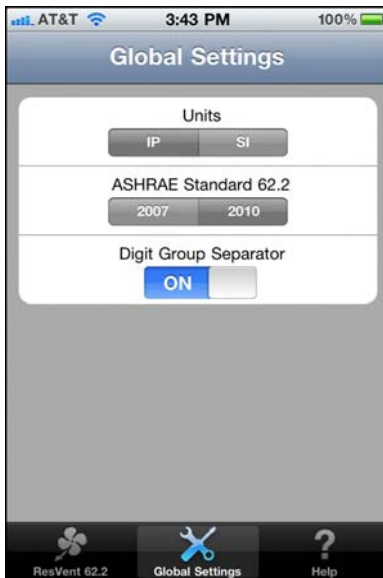 AT&T 3:43 PM 100%
Global Settings
Units
IP SI
ASHRAE Standard 62.2
2007 2010
Digit Group Separator
ON
ResVent 62.2 Global Settings Help